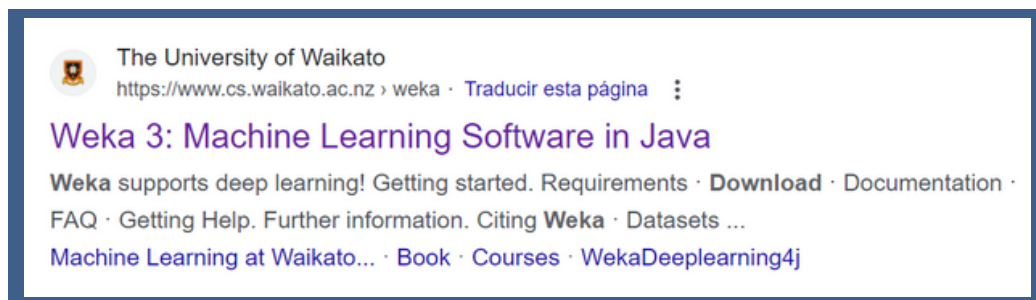 The University of Waikato
https://www.cs.waikato.ac.nz › weka · Traducir esta página
Weka 3: Machine Learning Software in Java
Weka supports deep learning! Getting started. Requirements · Download · Documentation ·
FAQ · Getting Help. Further information. Citing Weka · Datasets ...
Machine Learning at Waikato... · Book · Courses · WekaDeeplearning4j